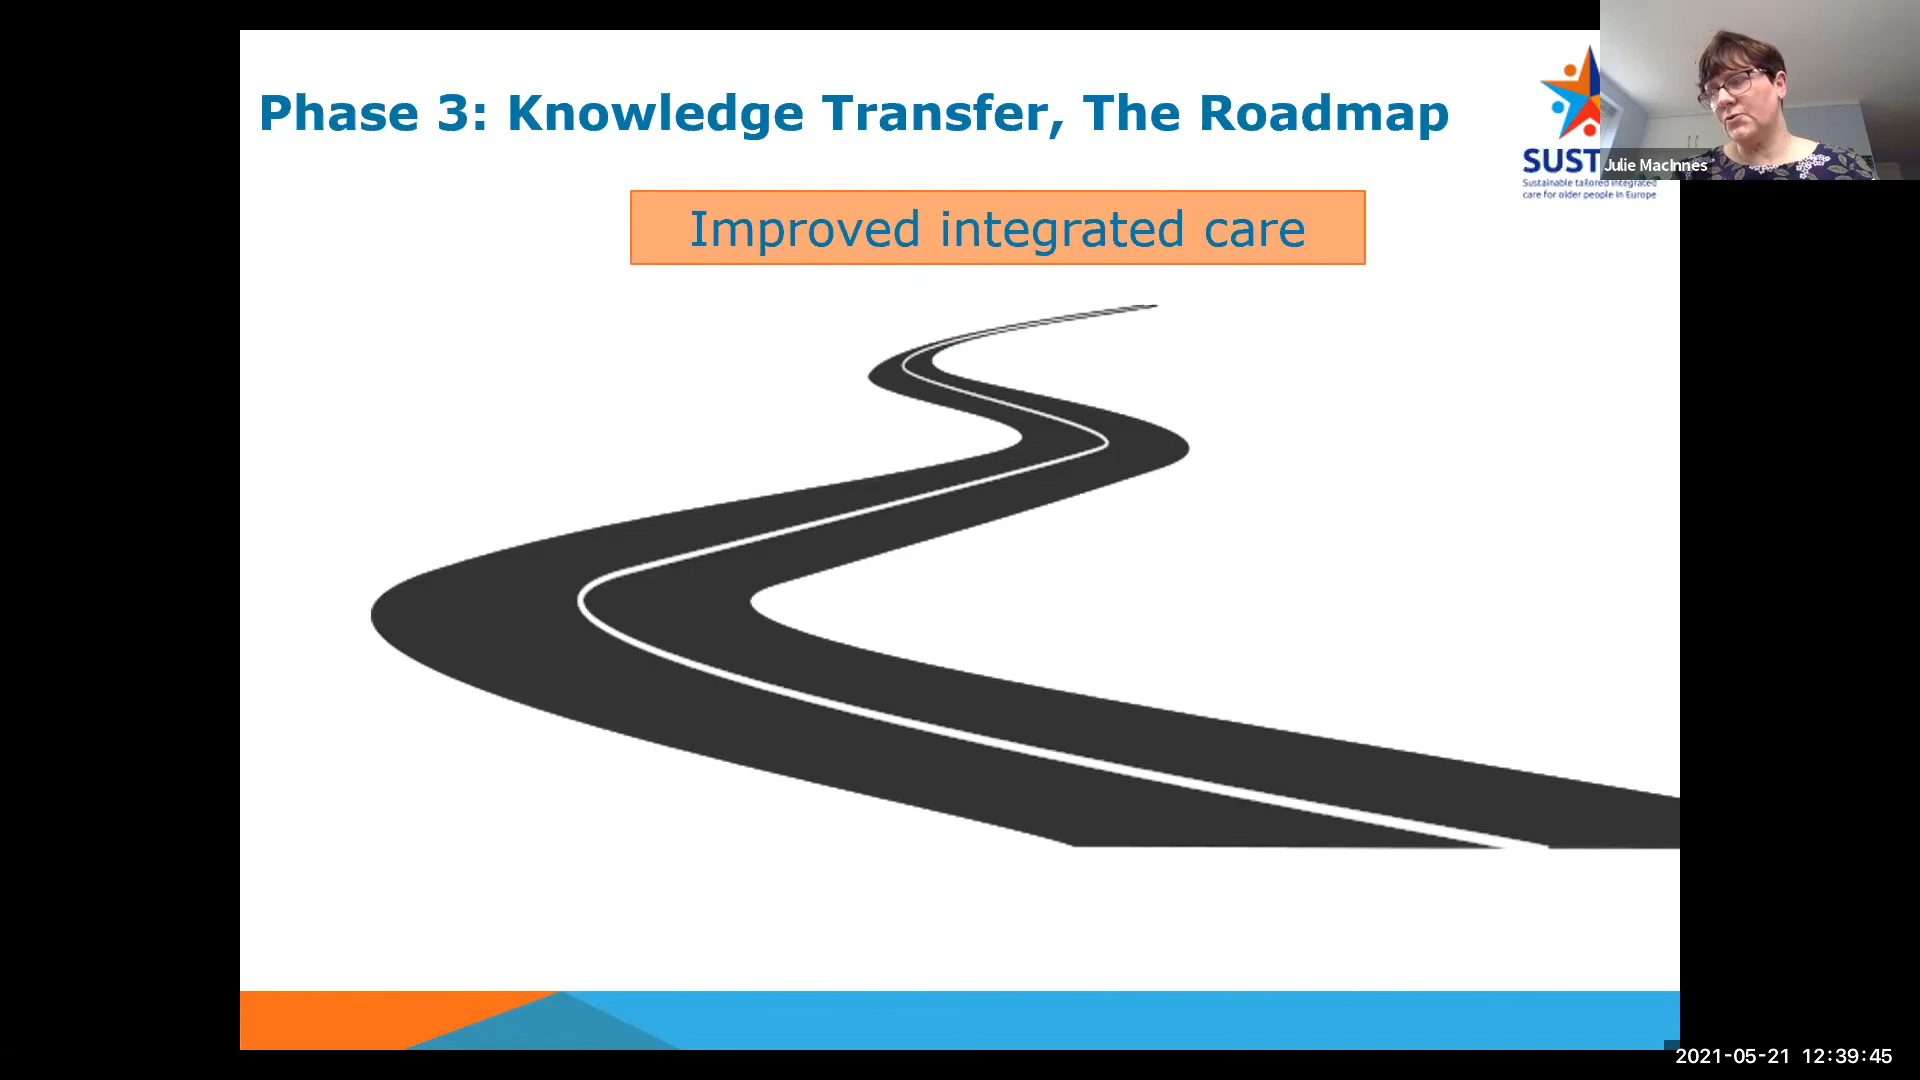 Phase 3: Knowledge Transfer, The Roadmap
SUST
Sustainable tailored integrated
care for older people in Europe
Julie MacInnes
Improved integrated care
2021-05-21 12:39:45